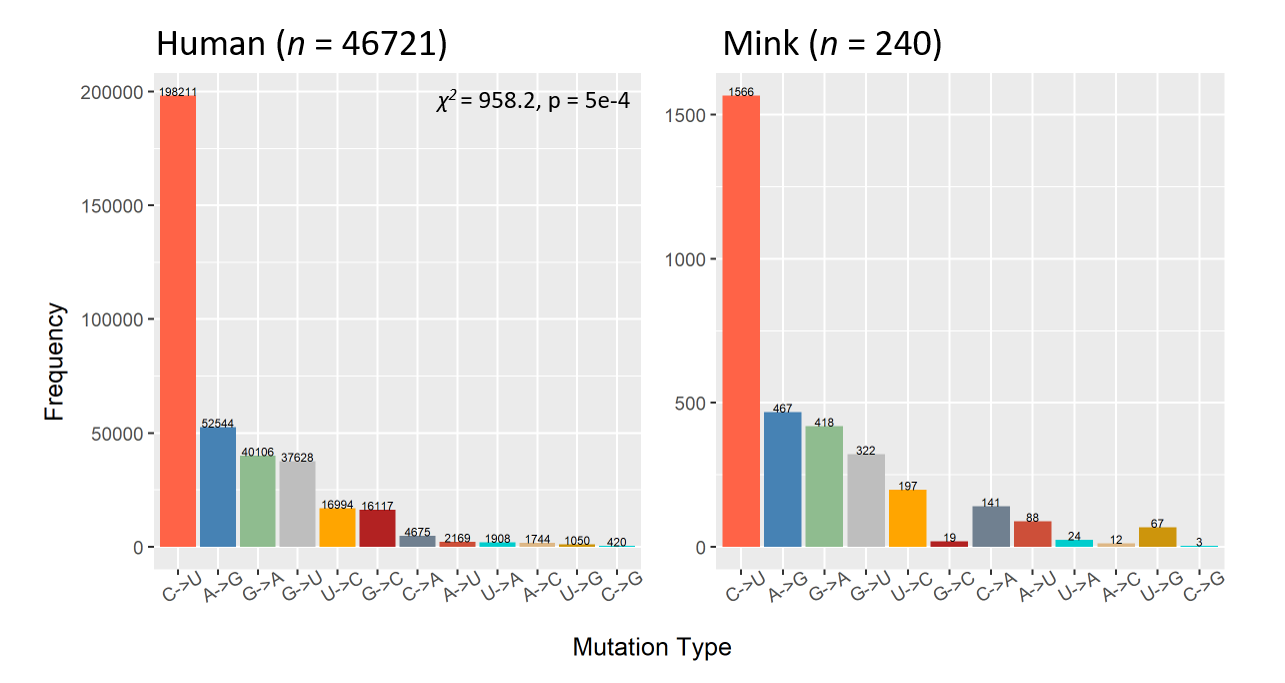 Human (n = 46721)
Mink (n = 240)
χ² = 958.2, p = 5e-4
Frequency
200000
150000
100000
50000
0
198211
52544
40106
37628
16994
16117
4675
2169
1908
1744
1050
420
C->U
A->G
G->A
G->U
U->C
G->C
C->A
A->U
U->A
A->C
U->G
C->G
1500
1000
500
0
1566
467
418
322
197
19
141
88
24
12
67
3
C->U
A->G
G->A
G->U
U->C
G->C
C->A
A->U
U->A
A->C
U->G
C->G
Mutation Type